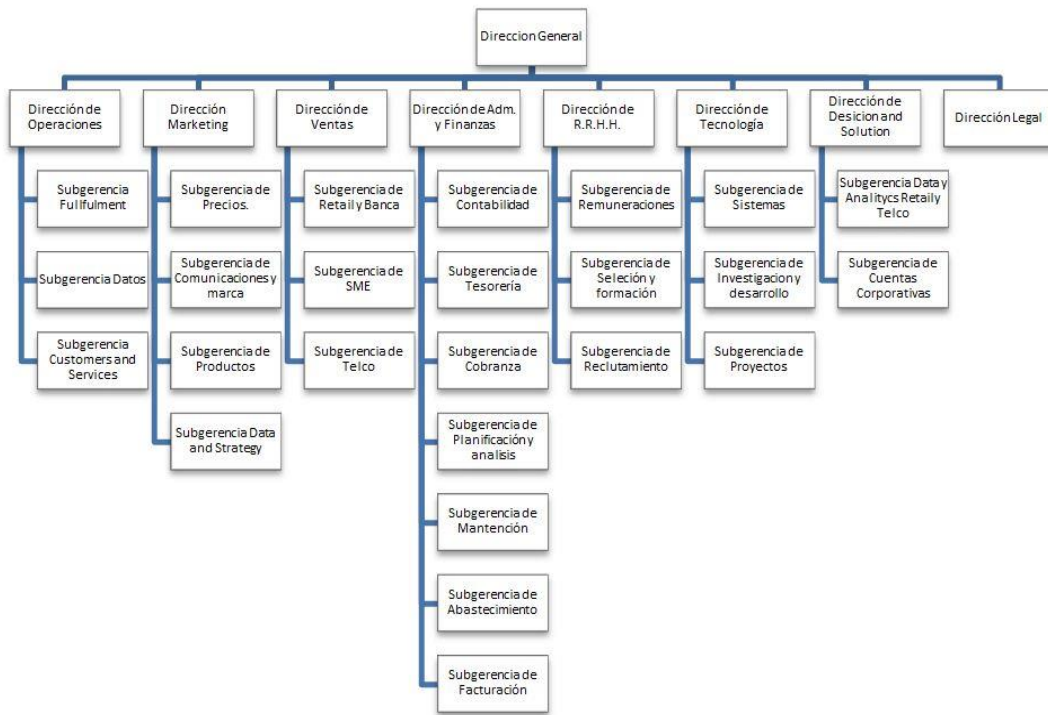 Direccion General
Dirección de
Operaciones
Dirección
Marketing
Dirección de
Ventas
Dirección de Adm.
y Finanzas
Dirección de
R.R.H.H.
Dirección de
Tecnología
Dirección de
Desicion and
Solution
Dirección Legal
Subgerencia
Fullfulment
Subgerencia de
Precios.
Subgerencia de
Retail y Banca
Subgerencia de
Contabilidad
Subgerencia de
Remuneraciones
Subgerencia de
Sistemas
Subgerencia Data y
Analitycs Retail y
Telco
Subgerencia Datos
Subgerencia de
Comunicaciones y
marca
Subgerencia de
SME
Subgerencia de
Tesorería
Subgerencia de
Seleción y
formación
Subgerencia de
Investigacion y
desarrollo
Subgerencia de
Cuentas
Corporativas
Subgerencia
Customers and
Services
Subgerencia de
Productos
Subgerencia de
Telco
Subgerencia de
Cobranza
Subgerencia de
Reclutamiento
Subgerencia de
Proyectos
Subgerencia Data
and Strategy
Subgerencia de
Planificación y
analisis
Subgerencia de
Mantención
Subgerencia de
Abastecimiento
Subgerencia de
Facturación